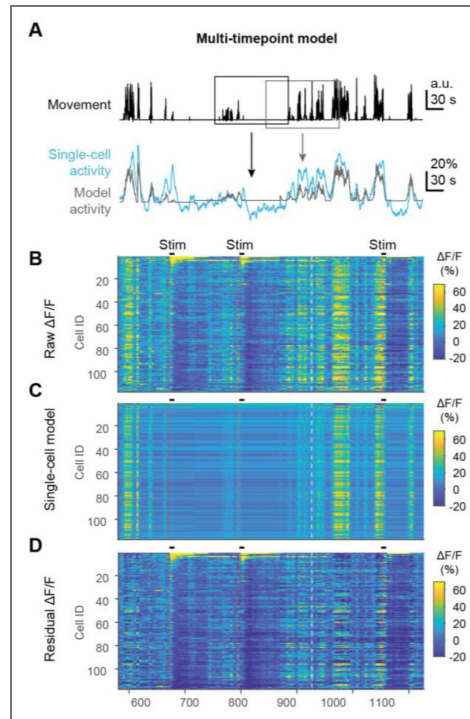 A
Multi-timepoint model
Movement
a.u.
30 s
Single-cell
activity
Model
activity
20%
30 s
Stim Stim Stim
B
Raw ΔF/F
Cell ID
20
40
60
80
100
ΔF/F
(%)
60
40
20
0
-20
C
Single-cell model
Cell ID
20
40
60
80
100
ΔF/F
(%)
60
40
20
0
-20
D
Residual ΔF/F
Cell ID
20
40
60
80
100
ΔF/F
(%)
60
40
20
0
-20
600 700 800 900 1000 1100